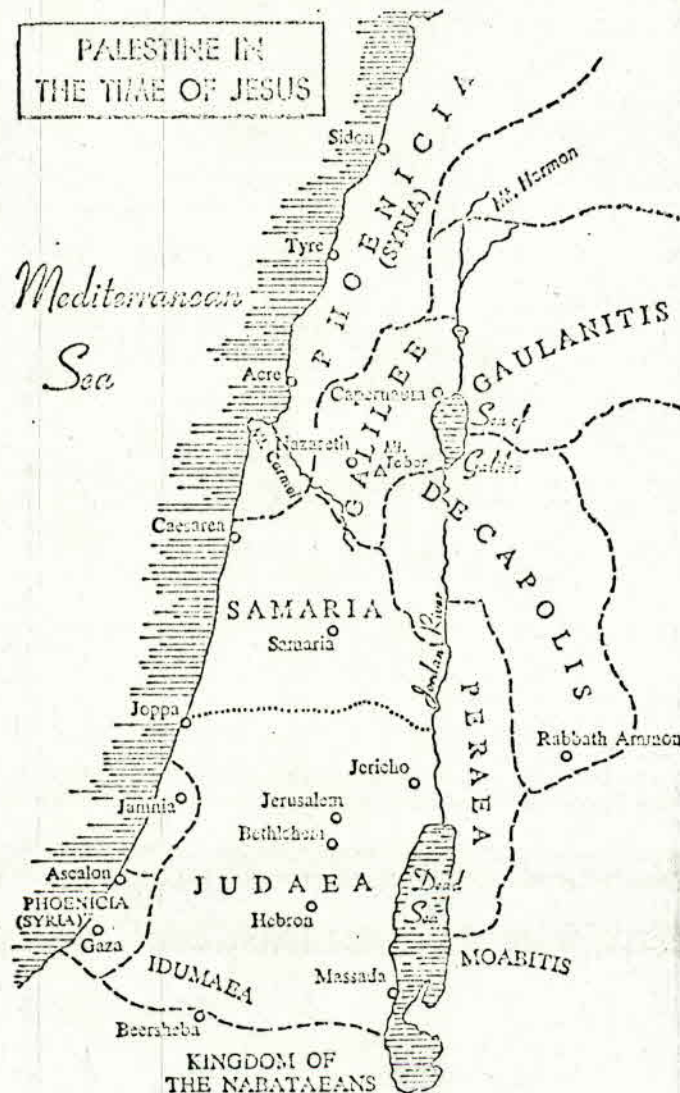 PALESTINE IN
THE TIME OF JESUS
Sidon
PHOENICIA
(SYRIA)
Mt. Hermon
Tyre
Mediterranean
Sea
GAULANITIS
Acre
Capernaum
Sea of
Galilee
GALILEE
Nazareth
Mt.
Tabor
Mt. Carmel
DECAPOLIS
Caesarea
SAMARIA
Samaria
Jordan River
Joppa
PERAEA
Rabbath Ammon
Jericho
Jamnia
Jerusalem
Bethlehem
Ascalon
JUDAEA
Dead
Sea
PHOENICIA
(SYRIA)
Gaza
Hebron
IDUMAEA
MOABITIS
Massada
Beersheba
KINGDOM OF
THE NABATAEANS